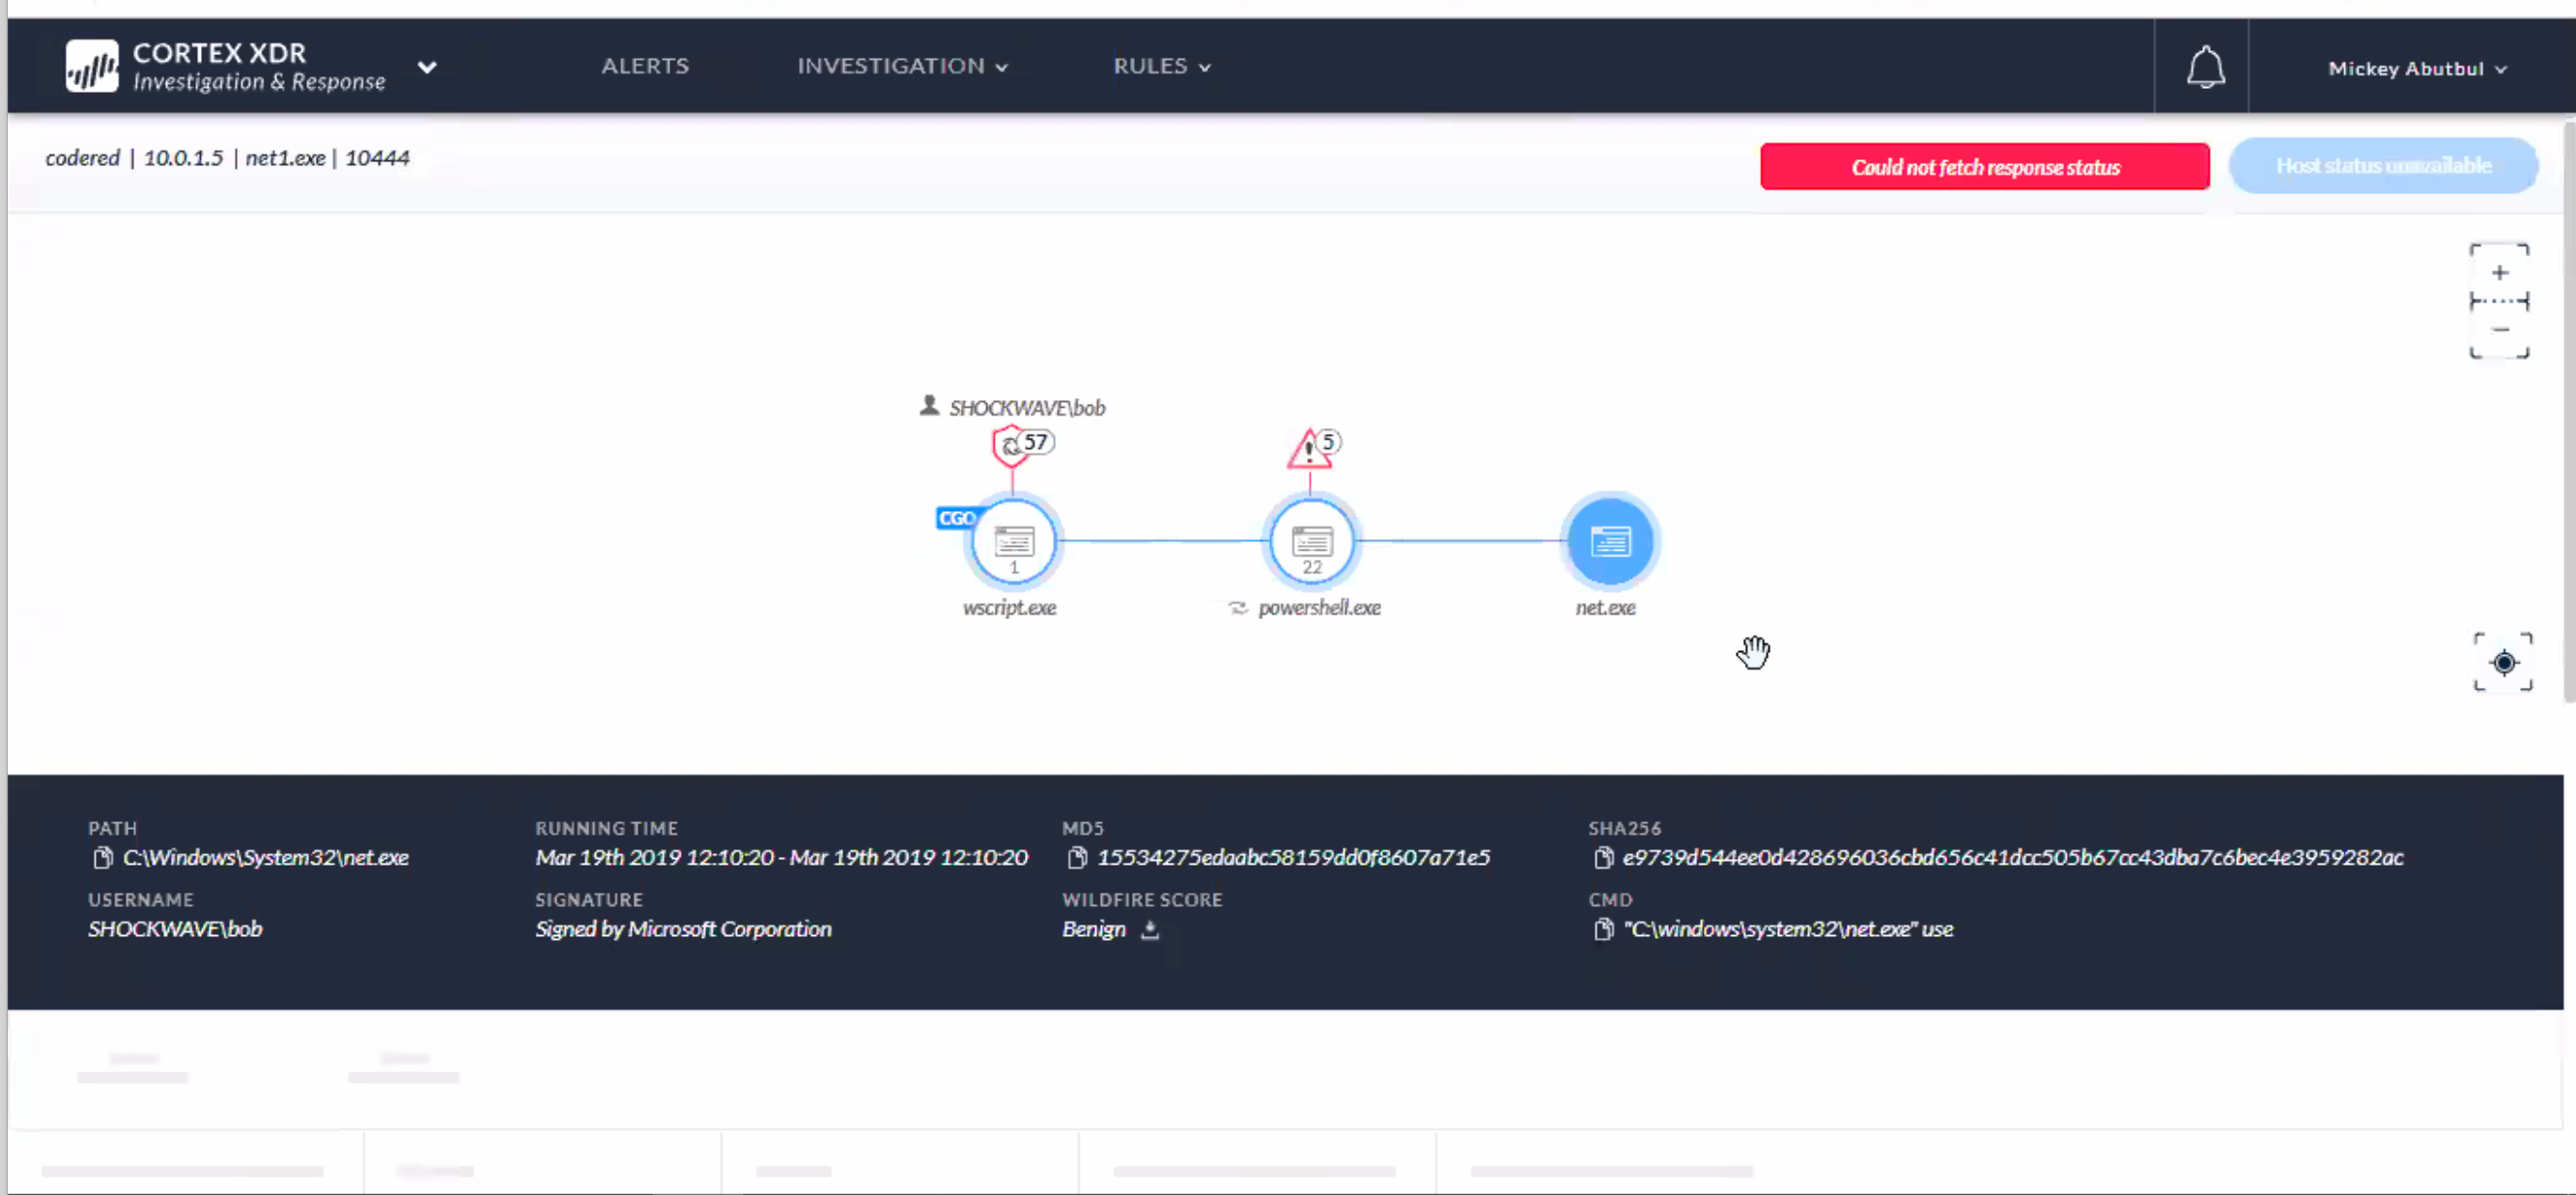 CORTEX XDR
Investigation & Response
ALERTS
INVESTIGATION
RULES
Mickey Abutbul
codered | 10.0.1.5 | net1.exe | 10444
Could not fetch response status
Host status unavailable
SHOCKWAVE\bob
57
5
CGO
1
22
wscript.exe
powershell.exe
net.exe
PATH
C:\Windows\System32\net.exe
RUNNING TIME
Mar 19th 2019 12:10:20 - Mar 19th 2019 12:10:20
MD5
15534275edaabc58159dd0f8607a71e5
SHA256
e9739d544ee0d428696036cbd656c41dcc505b67cc43dba7c6bec4e3959282ac
USERNAME
SHOCKWAVE\bob
SIGNATURE
Signed by Microsoft Corporation
WILDFIRE SCORE
Benign
CMD
"C:\windows\system32\net.exe" use